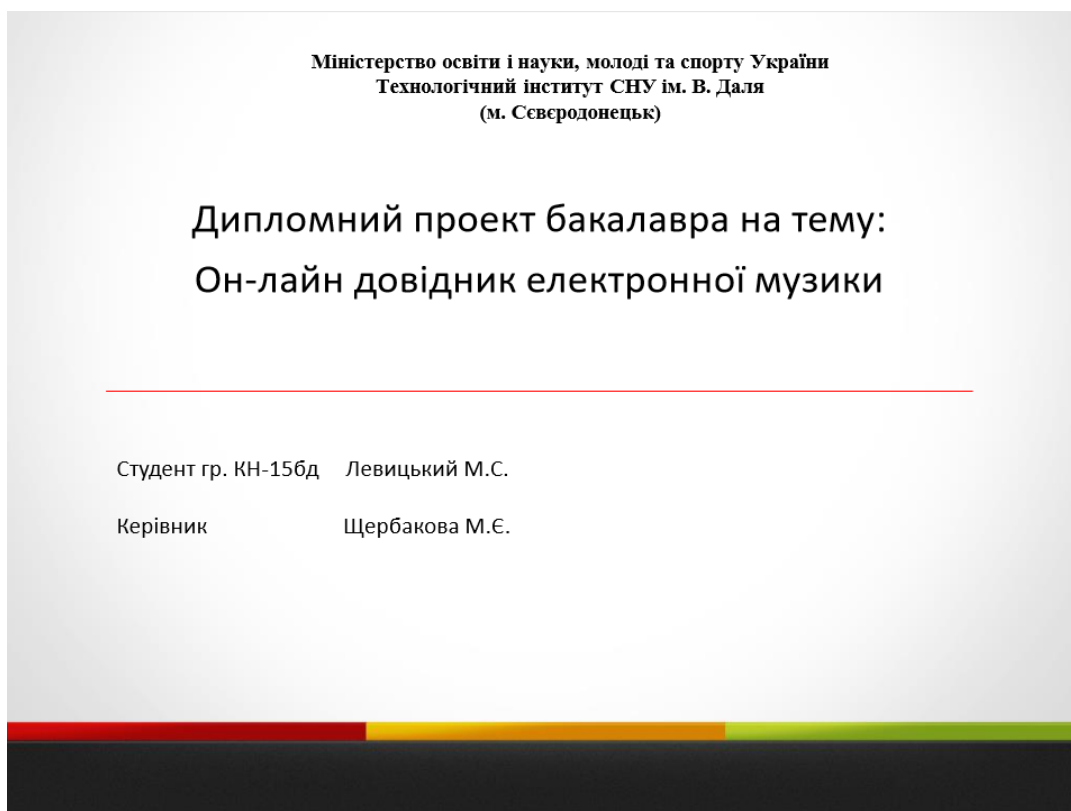 Міністерство освіти і науки, молоді та спорту України
Технологічний інститут СНУ ім. В. Даля
(м. Сєвєродонецьк)
Дипломний проект бакалавра на тему:
Он-лайн довідник електронної музики
Студент гр. КН-15бд Левицький М.С.
Керівник Щербакова М.Є.